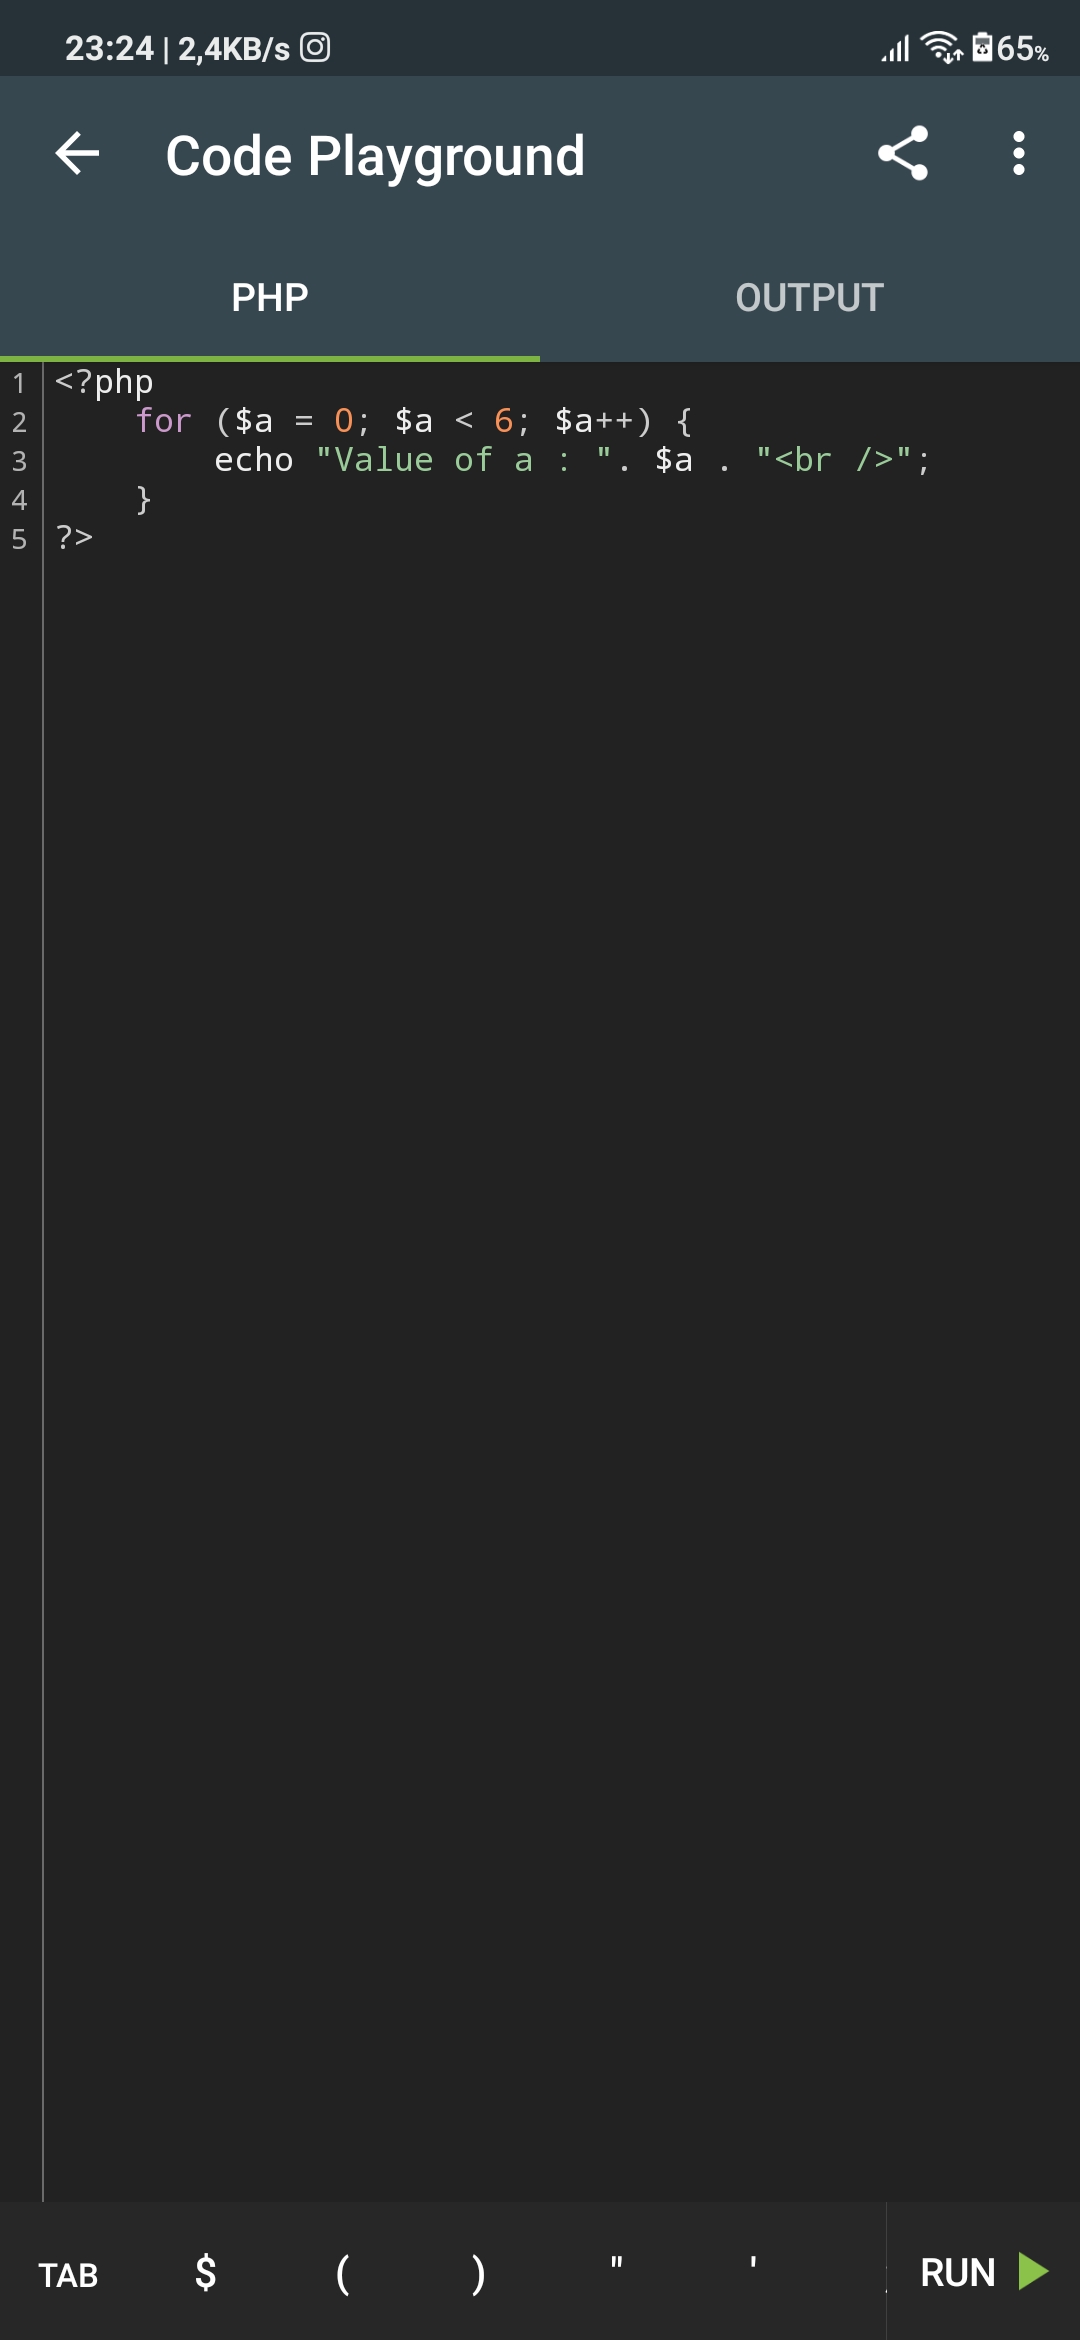 23:24 | 2,4KB/s 65%
Code Playground
PHP OUTPUT
1 <?php
2     for ($a = 0; $a < 6; $a++) {
3         echo "Value of a : ". $a . "<br />";
4     }
5 ?>
TAB $ ( ) " ' RUN